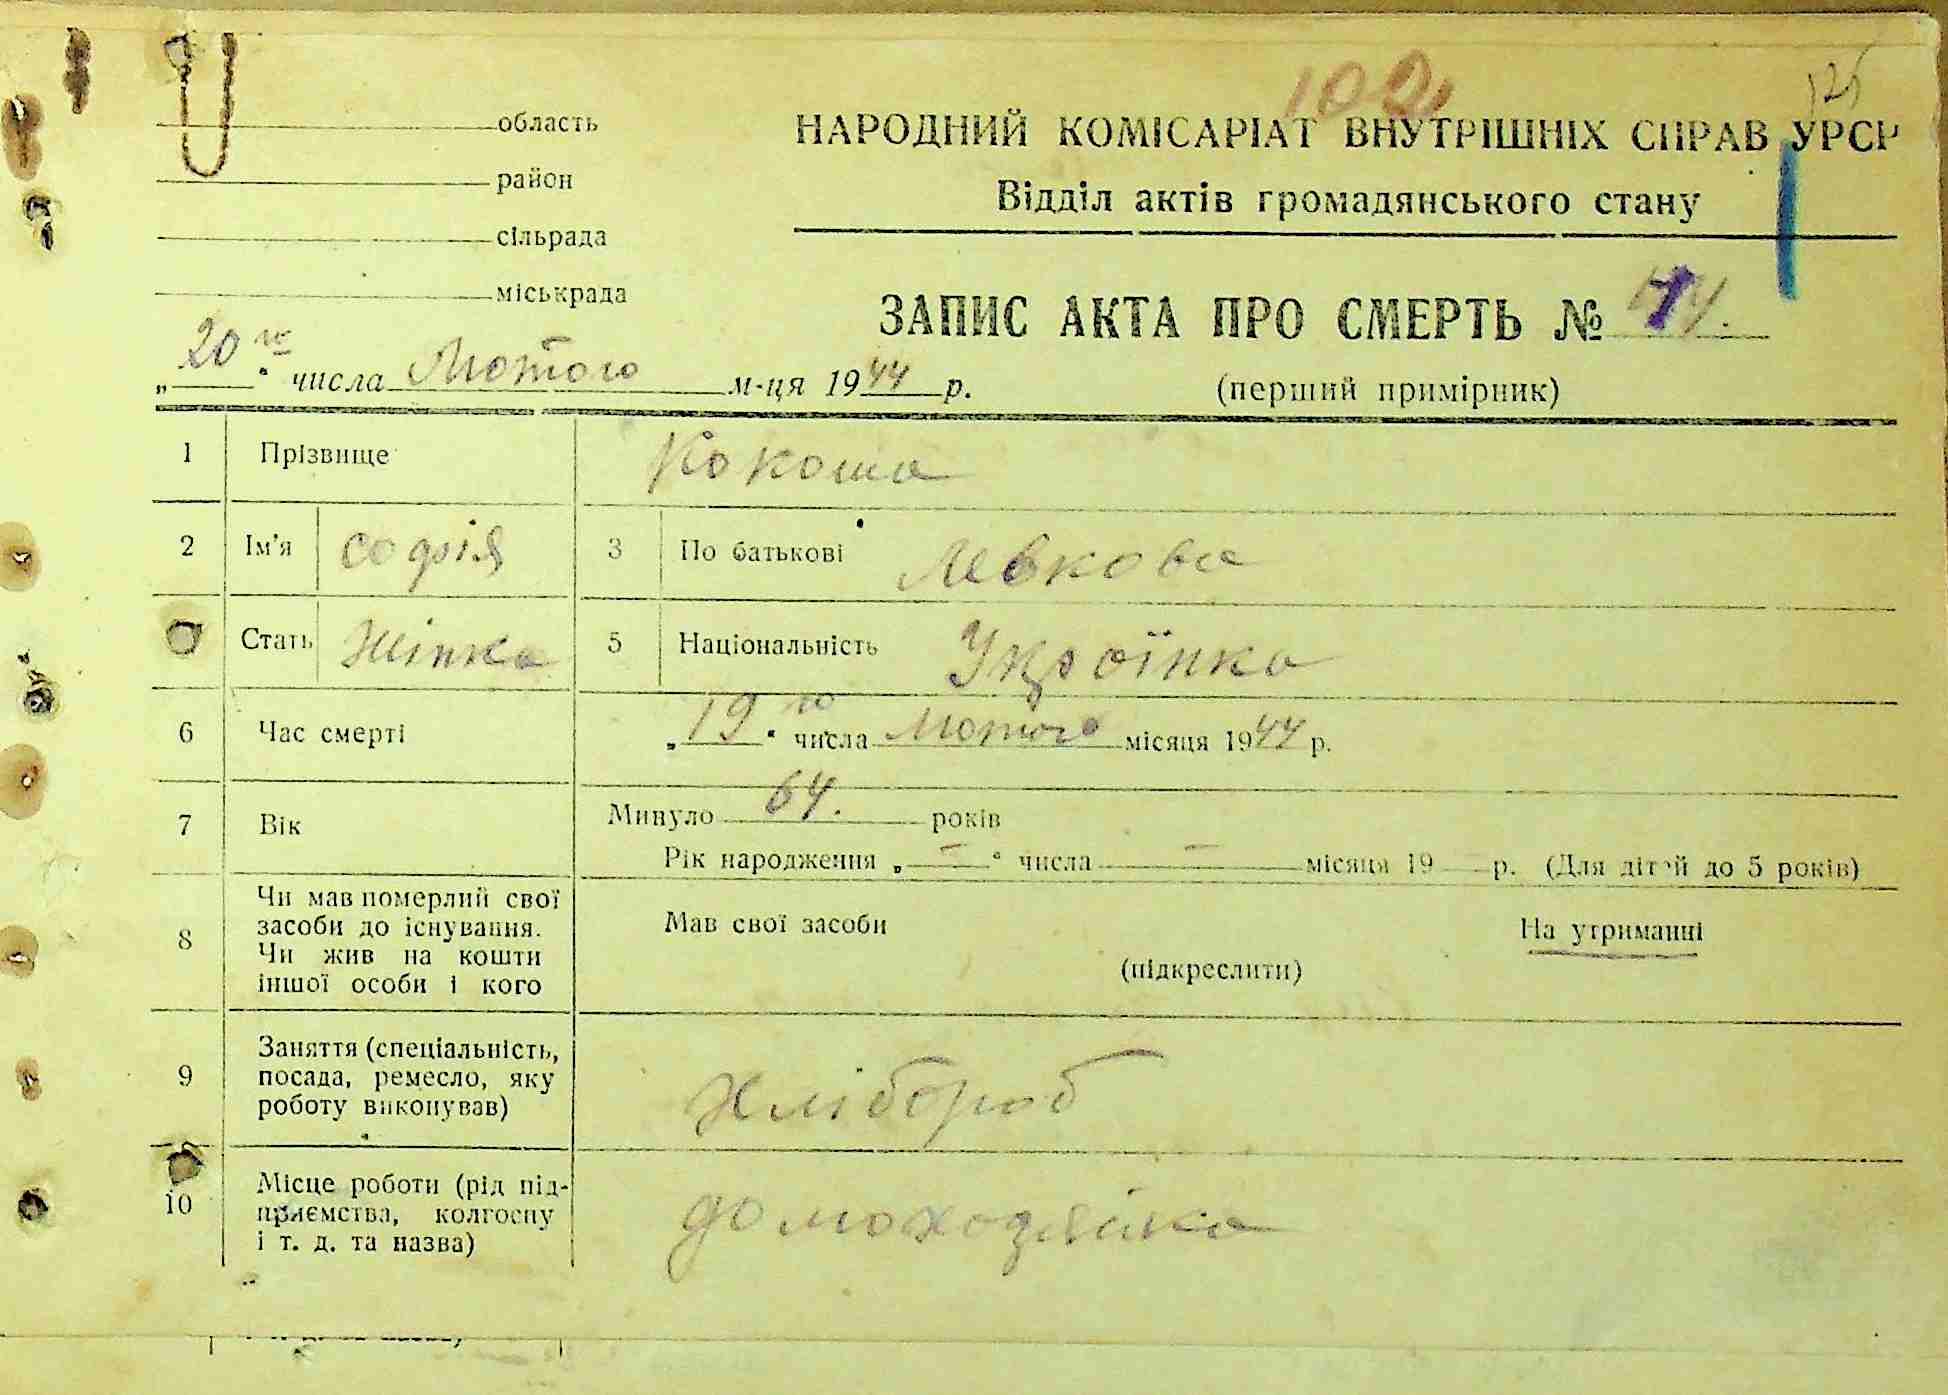 102
125
область
НАРОДНИЙ КОМІСАРІАТ ВНУТРІШНІХ СПРАВ УРСР
район
Відділ актів громадянського стану
сільрада
міськрада
ЗАПИС АКТА ПРО СМЕРТЬ №
„20го“ числа Лютого м-ця 1944 р.
(перший примірник)
1 Прізвище Кокоша
2 Ім'я Софія 3 По батькові Левкова
Стать Жінка 5 Національність Українка
6 Час смерті „19го“ числа Лютого місяця 1944 р.
7 Вік Минуло 64. років
Рік народження „—“ числа — місяця 19 — р. (Для дітей до 5 років)
8 Чи мав померлий свої
засоби до існування.
Чи жив на кошти
іншої особи і кого
Мав свої засоби На утриманні
(підкреслити)
9 Заняття (спеціальність,
посада, ремесло, яку
роботу виконував)
Хлібороб
10 Місце роботи (рід під-
приємства, колгоспу
і т. д. та назва)
домохозяйка